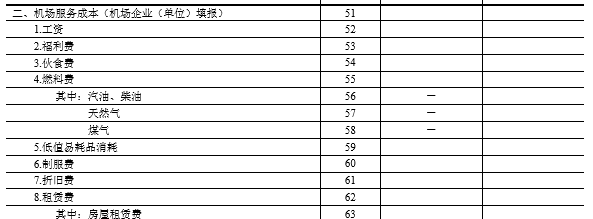 二、机场服务成本（机场企业（单位）填报） 51
1.工资 52
2.福利费 53
3.伙食费 54
4.燃料费 55
其中：汽油、柴油 56 —
天然气 57 —
煤气 58 —
5.低值易耗品消耗 59
6.制服费 60
7.折旧费 61
8.租赁费 62
其中：房屋租赁费 63